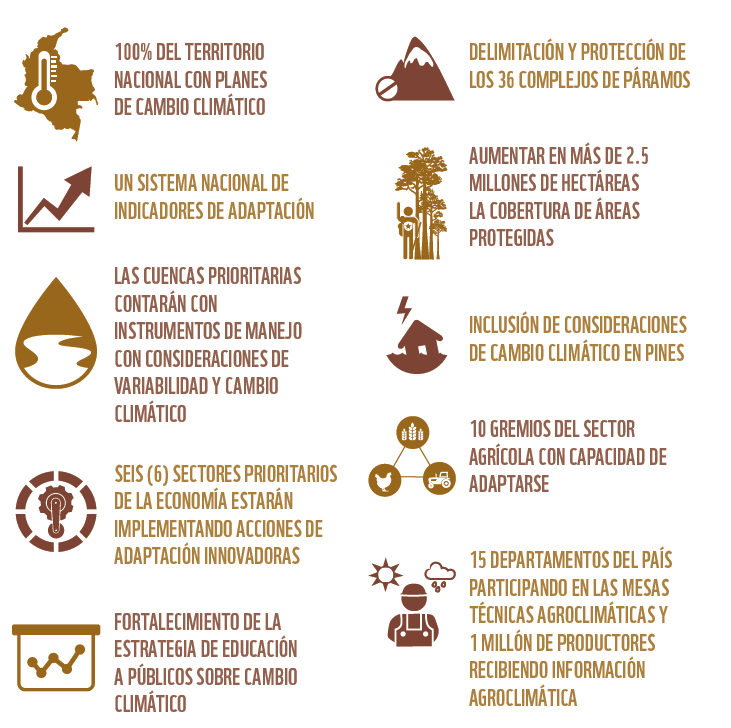 100% DEL TERRITORIO
NACIONAL CON PLANES
DE CAMBIO CLIMÁTICO
UN SISTEMA NACIONAL DE
INDICADORES DE ADAPTACIÓN
LAS CUENCAS PRIORITARIAS
CONTARÁN CON
INSTRUMENTOS DE MANEJO
CON CONSIDERACIONES DE
VARIABILIDAD Y CAMBIO
CLIMÁTICO
SEIS (6) SECTORES PRIORITARIOS
DE LA ECONOMÍA ESTARÁN
IMPLEMENTANDO ACCIONES DE
ADAPTACIÓN INNOVADORAS
FORTALECIMIENTO DE LA
ESTRATEGIA DE EDUCACIÓN
A PÚBLICOS SOBRE CAMBIO
CLIMÁTICO
DELIMITACIÓN Y PROTECCIÓN DE
LOS 36 COMPLEJOS DE PÁRAMOS
AUMENTAR EN MÁS DE 2.5
MILLONES DE HECTÁREAS
LA COBERTURA DE ÁREAS
PROTEGIDAS
INCLUSIÓN DE CONSIDERACIONES
DE CAMBIO CLIMÁTICO EN PINES
10 GREMIOS DEL SECTOR
AGRÍCOLA CON CAPACIDAD DE
ADAPTARSE
15 DEPARTAMENTOS DEL PAÍS
PARTICIPANDO EN LAS MESAS
TÉCNICAS AGROCLIMÁTICAS Y
1 MILLÓN DE PRODUCTORES
RECIBIENDO INFORMACIÓN
AGROCLIMÁTICA